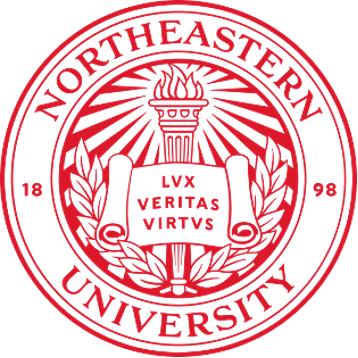 NORTHEASTERN
18 98
LVX
VERITAS
VIRTVS
UNIVERSITY